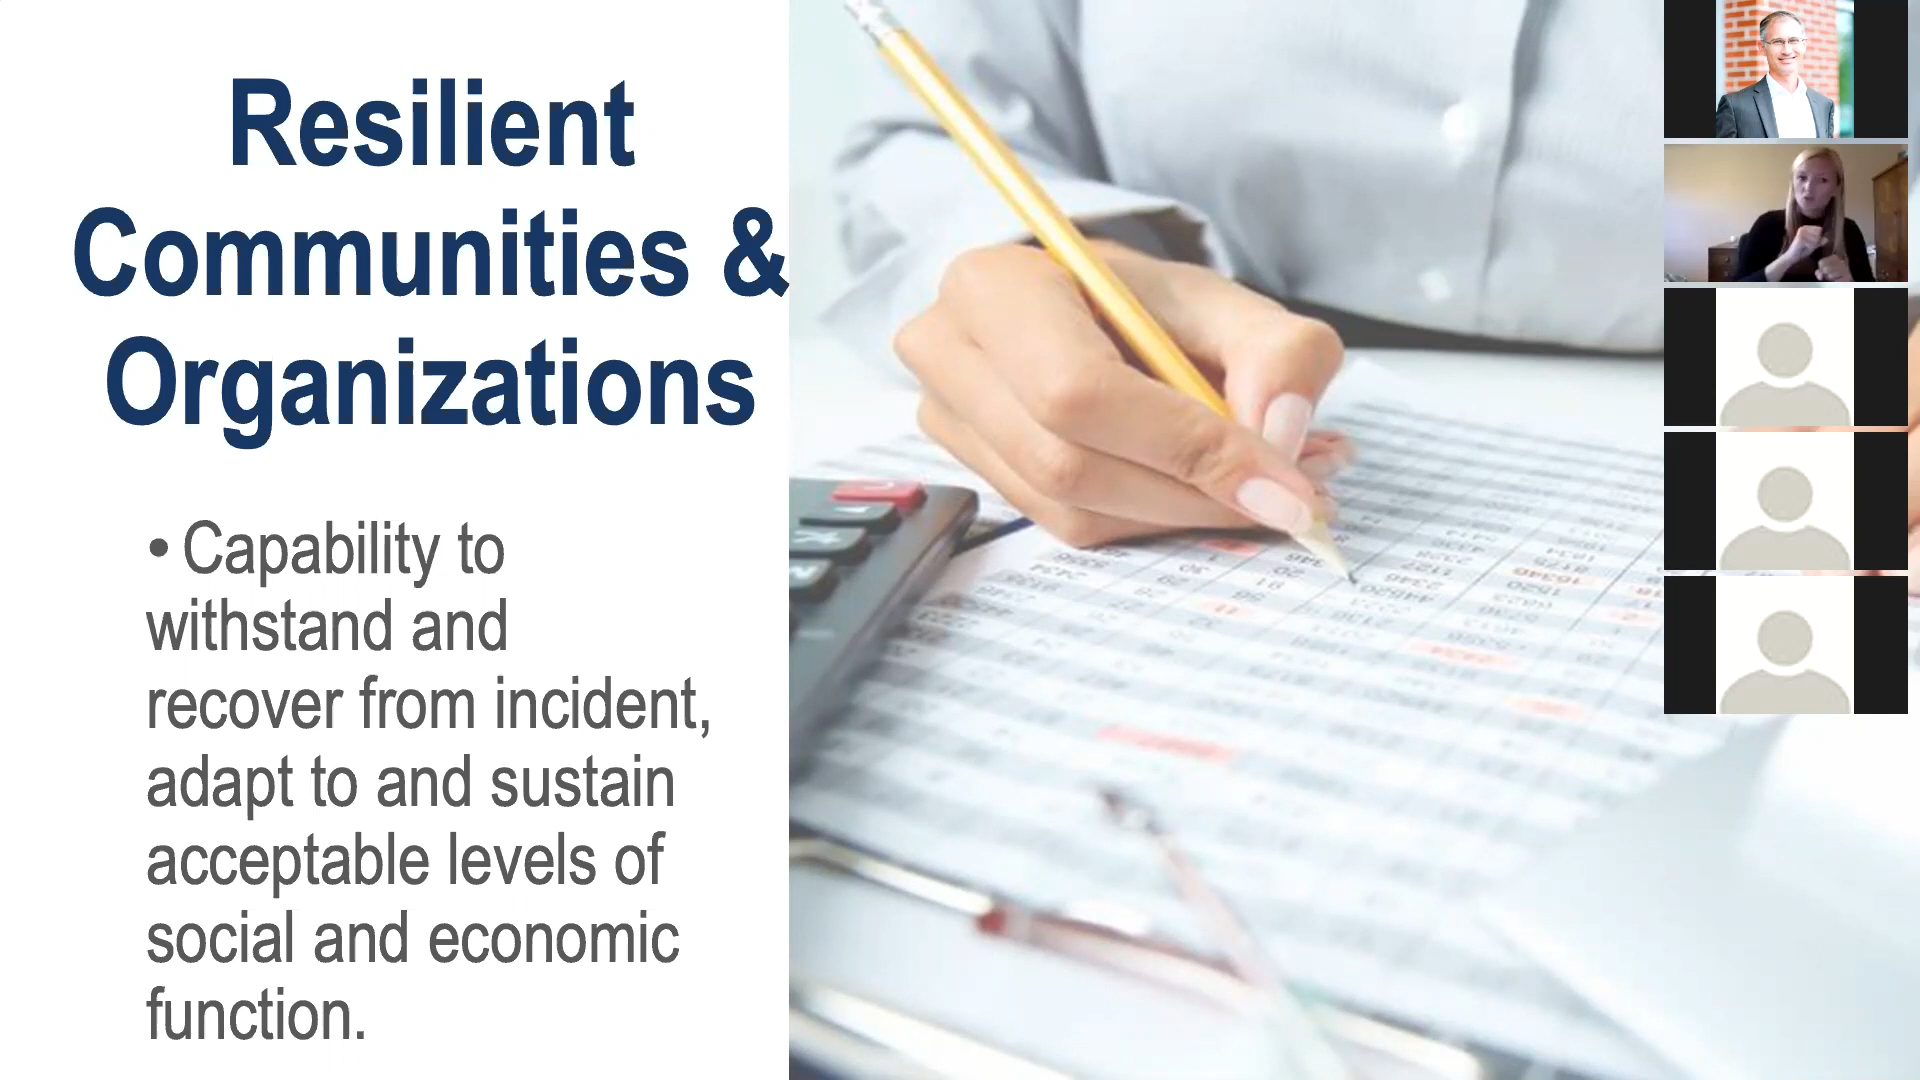 Resilient
Communities &
Organizations
• Capability to
withstand and
recover from incident,
adapt to and sustain
acceptable levels of
social and economic
function.